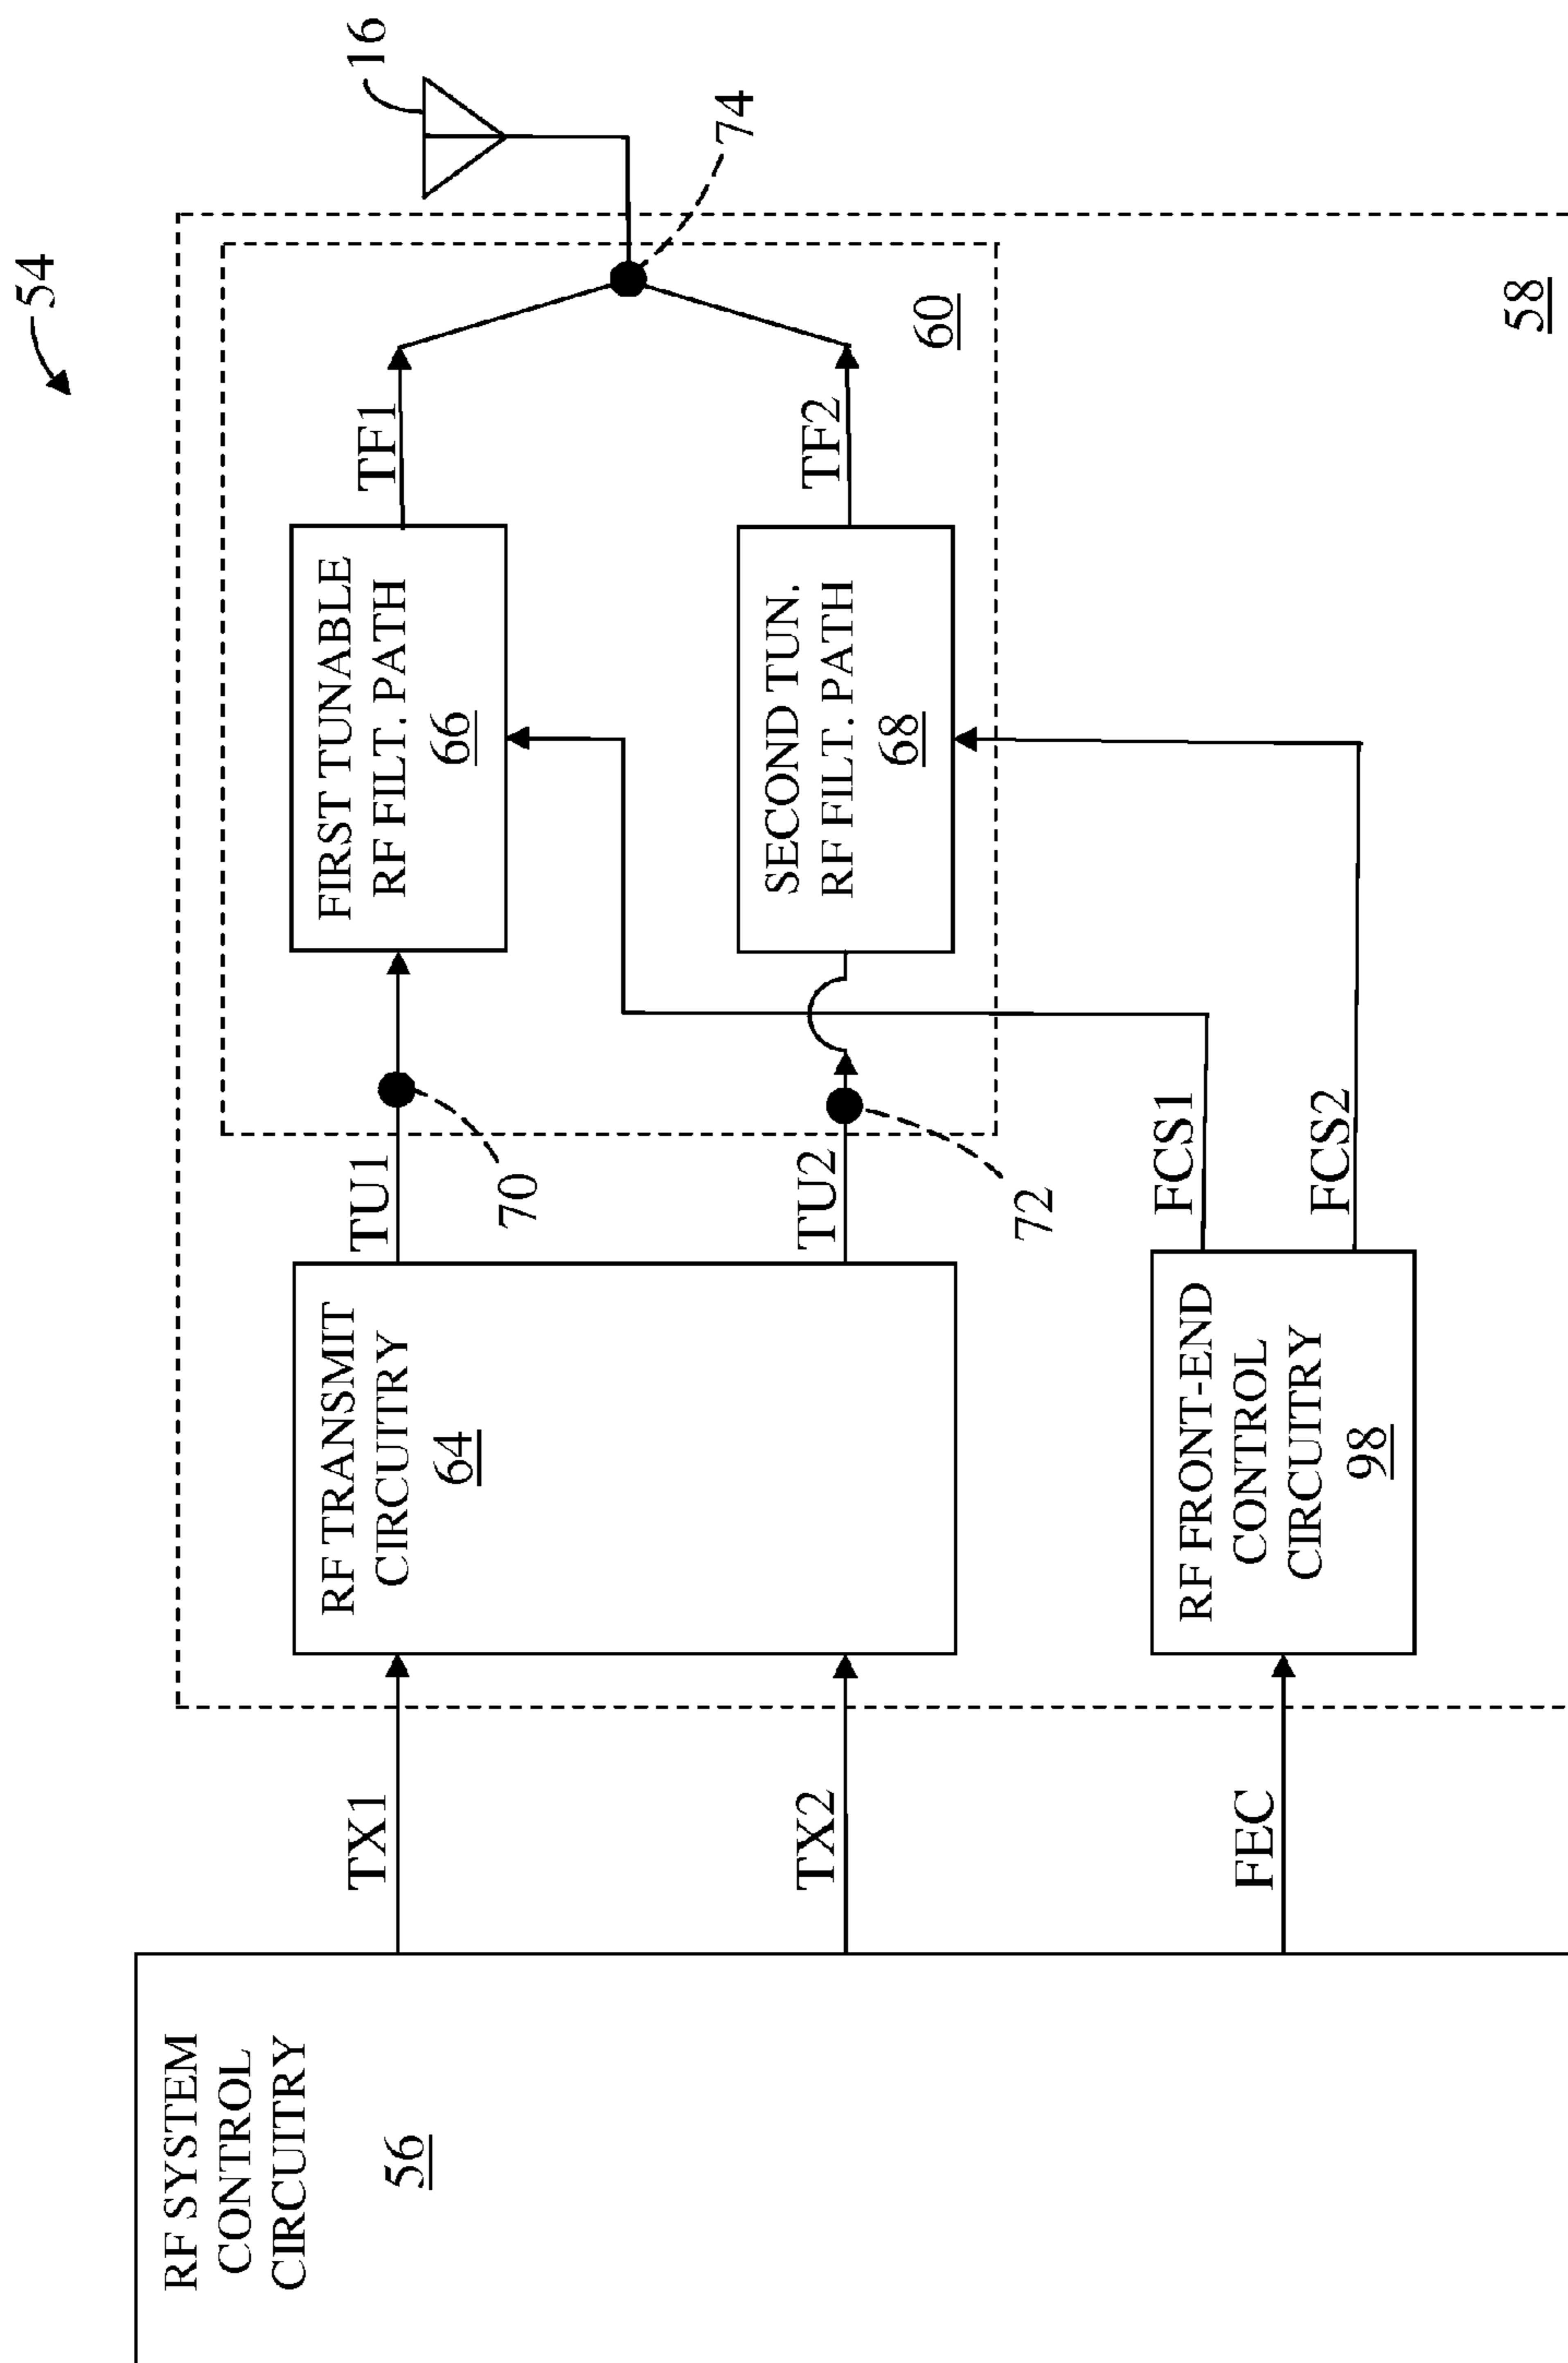 54
RF SYSTEM
CONTROL
CIRCUITRY
56
TX1
TX2
FEC
RF TRANSMIT
CIRCUITRY
64
TU1
70
TU2
72
FIRST TUNABLE
RF FILT. PATH
66
SECOND TUN.
RF FILT. PATH
68
TF1
TF2
60
74
16
RF FRONT-END
CONTROL
CIRCUITRY
98
FCS1
FCS2
58